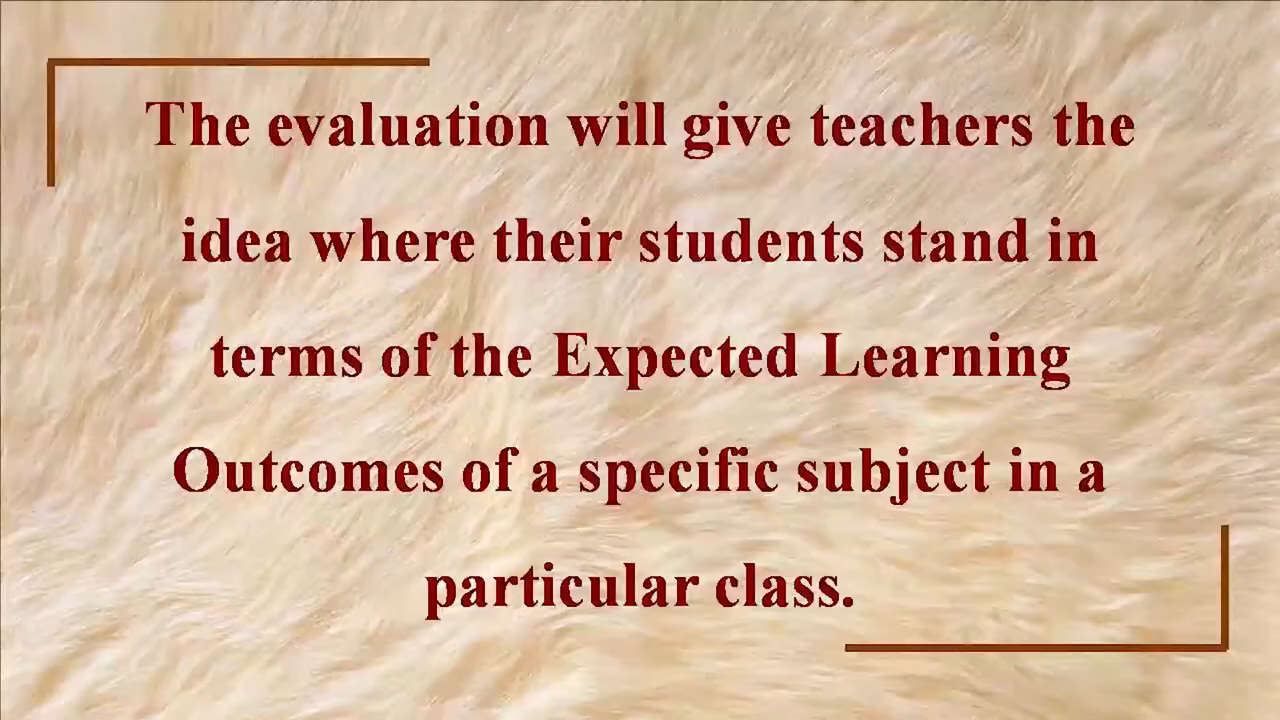 The evaluation will give teachers the
idea where their students stand in
terms of the Expected Learning
Outcomes of a specific subject in a
particular class.